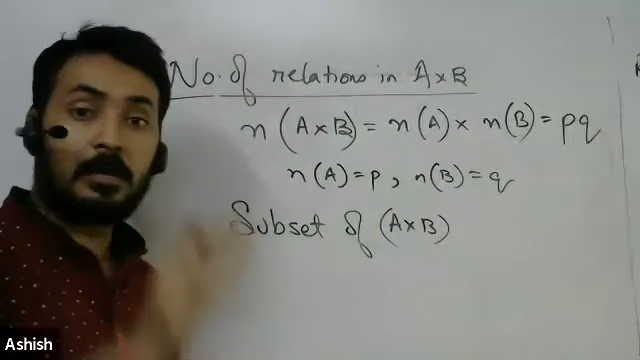 No. of relations in A×B
n (A×B) = n(A) × n(B) = pq
n(A) = p, n(B) = q
Subset of (A×B)
Ashish